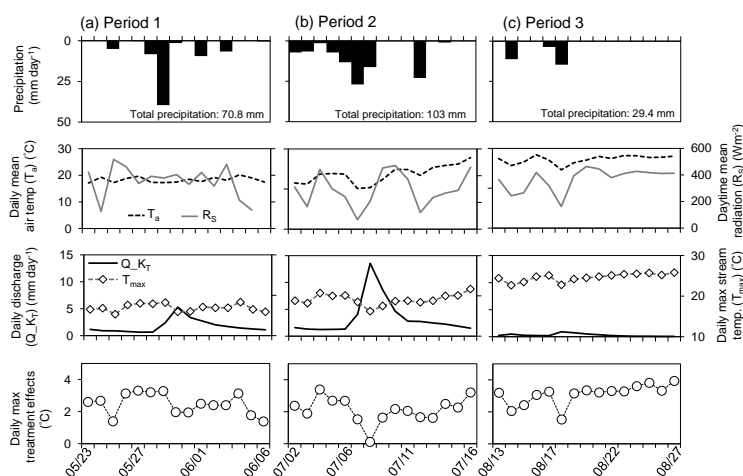 (a) Period 1
(b) Period 2
(c) Period 3
Precipitation
(mm day-1)
0
25
50
Total precipitation: 70.8 mm
Total precipitation: 103 mm
Total precipitation: 29.4 mm
Daily mean
air temp (Ta) (˚C)
30
20
10
0
Ta
RS
600
400
200
0
Daytime mean
radiation (RS) (Wm-2)
Daily discharge
(Q_KT) (mm day-1)
15
10
5
0
Q_KT
Tmax
30
20
10
Daily max stream
temp. (Tmax) (˚C)
Daily max
treatment effects
(˚C)
4
2
0
05/23
05/27
06/01
06/06
07/02
07/06
07/11
07/16
08/13
08/17
08/22
08/27